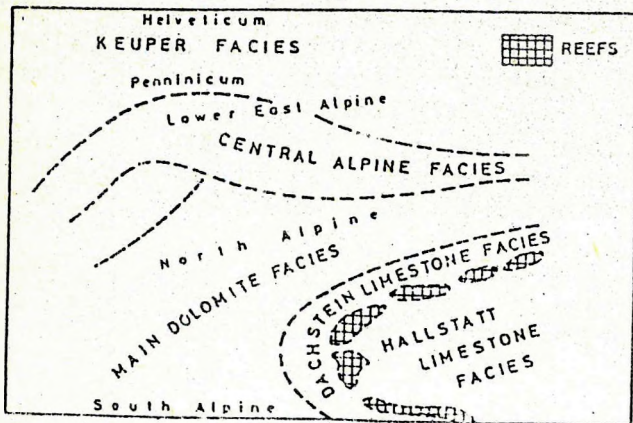 Helveticum
KEUPER FACIES
REEFS
Penninicum
Lower East Alpine
CENTRAL ALPINE FACIES
North Alpine
MAIN DOLOMITE FACIES
DACHSTEIN LIMESTONE FACIES
HALLSTATT
LIMESTONE
FACIES
South Alpine